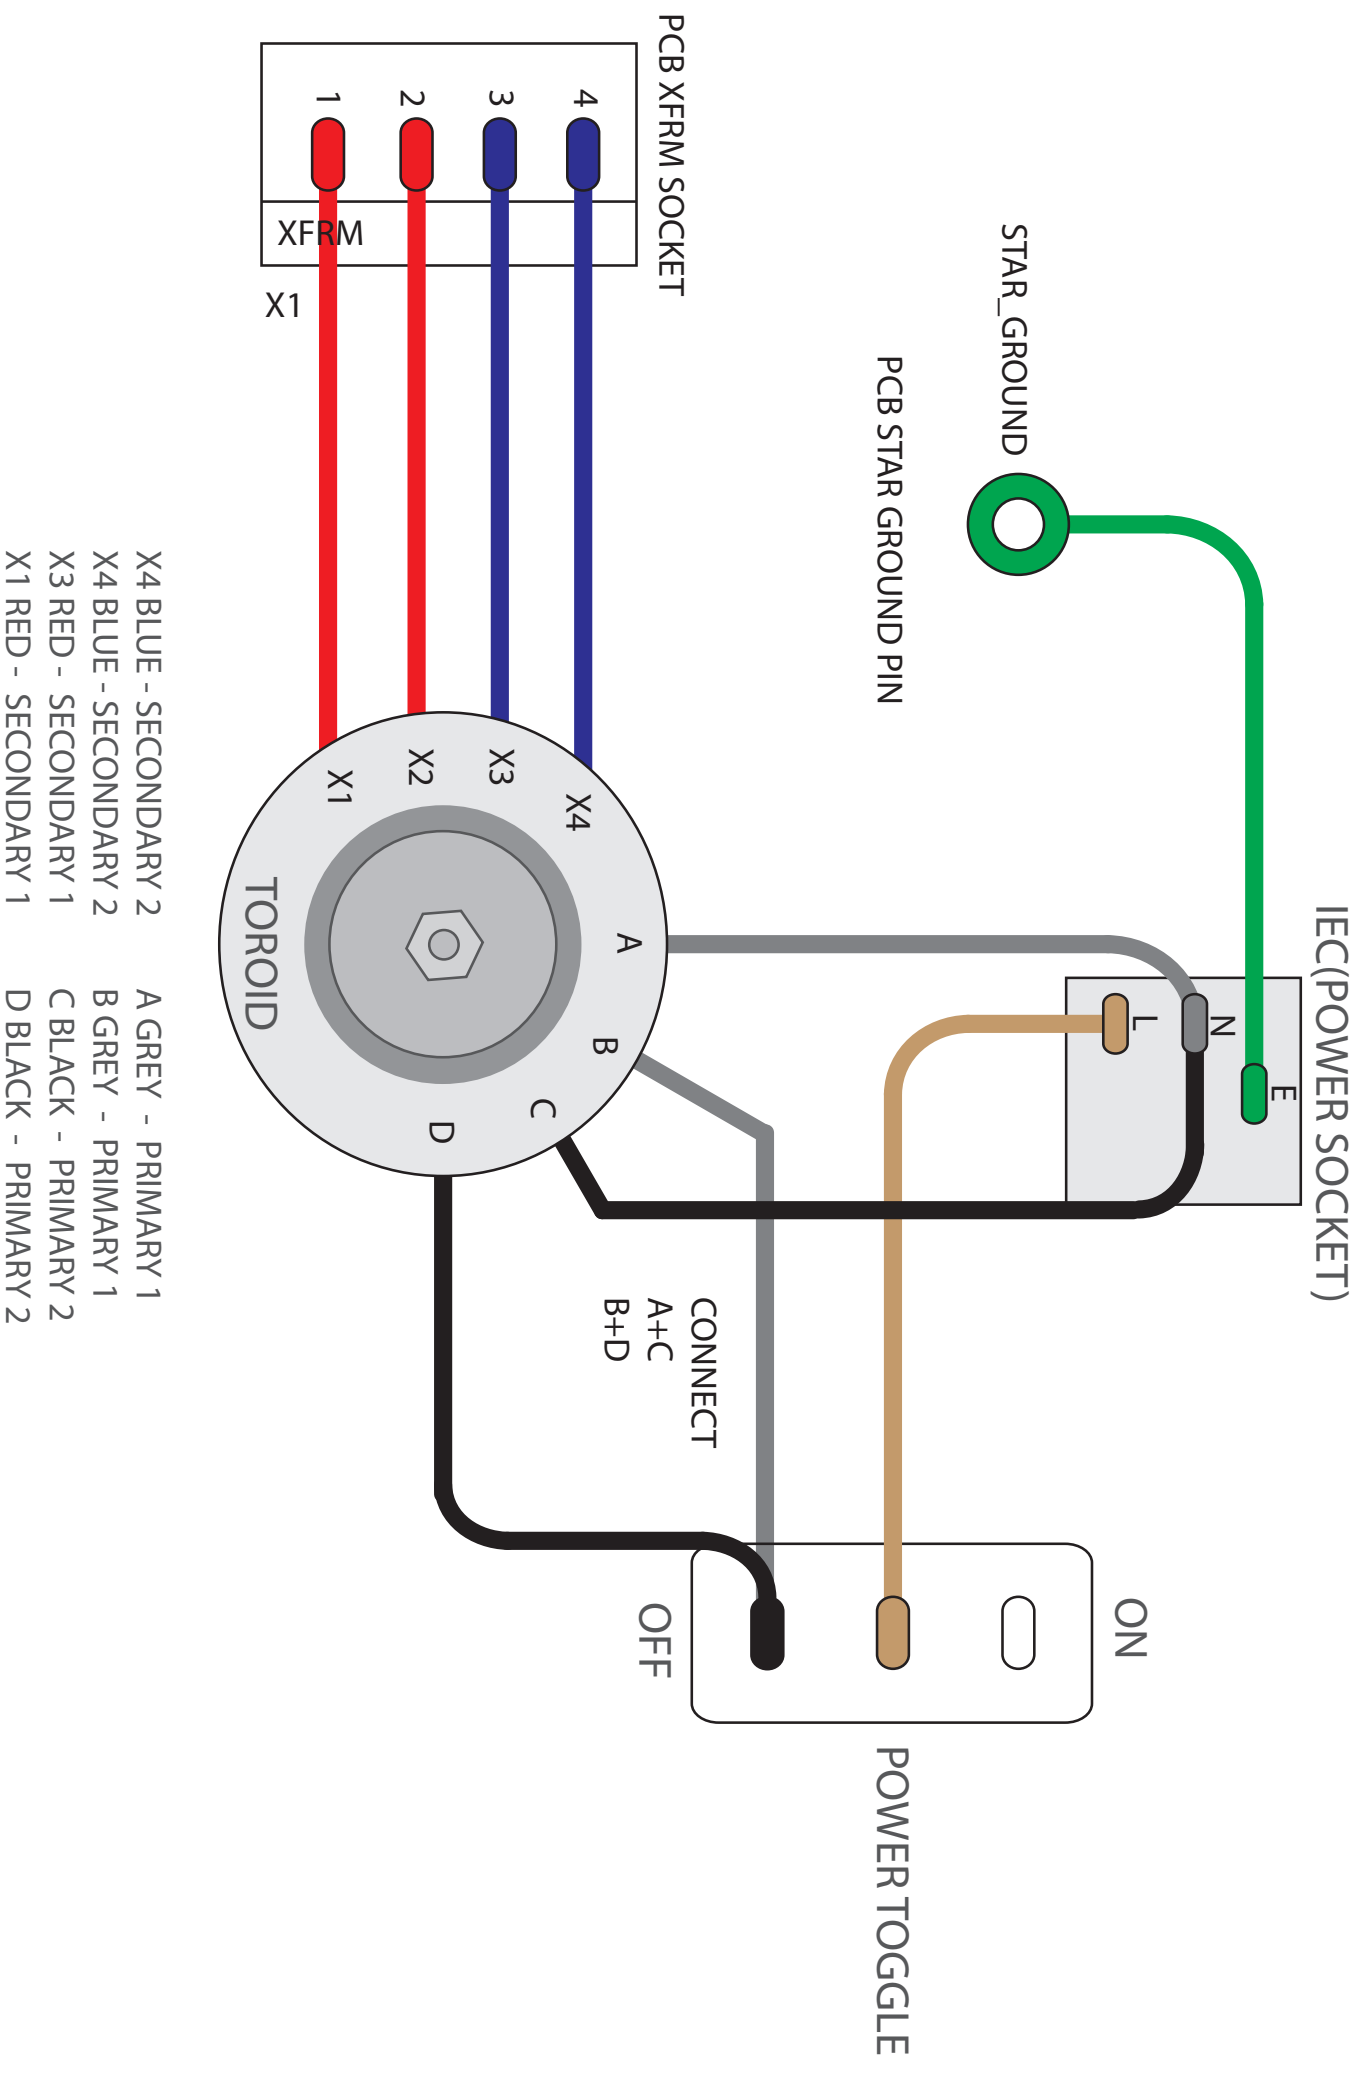 IEC(POWER SOCKET)
E
N
L
STAR_GROUND
PCB STAR GROUND PIN
ON
POWER TOGGLE
OFF
PCB XFRM SOCKET
4
3
2
1
XFRM
X1
X4
X3
X2
X1
A
B
C
D
TOROID
CONNECT
A+C
B+D
X4 BLUE - SECONDARY 2
X4 BLUE - SECONDARY 2
X3 RED - SECONDARY 1
X1 RED - SECONDARY 1
A GREY - PRIMARY 1
B GREY - PRIMARY 1
C BLACK - PRIMARY 2
D BLACK - PRIMARY 2